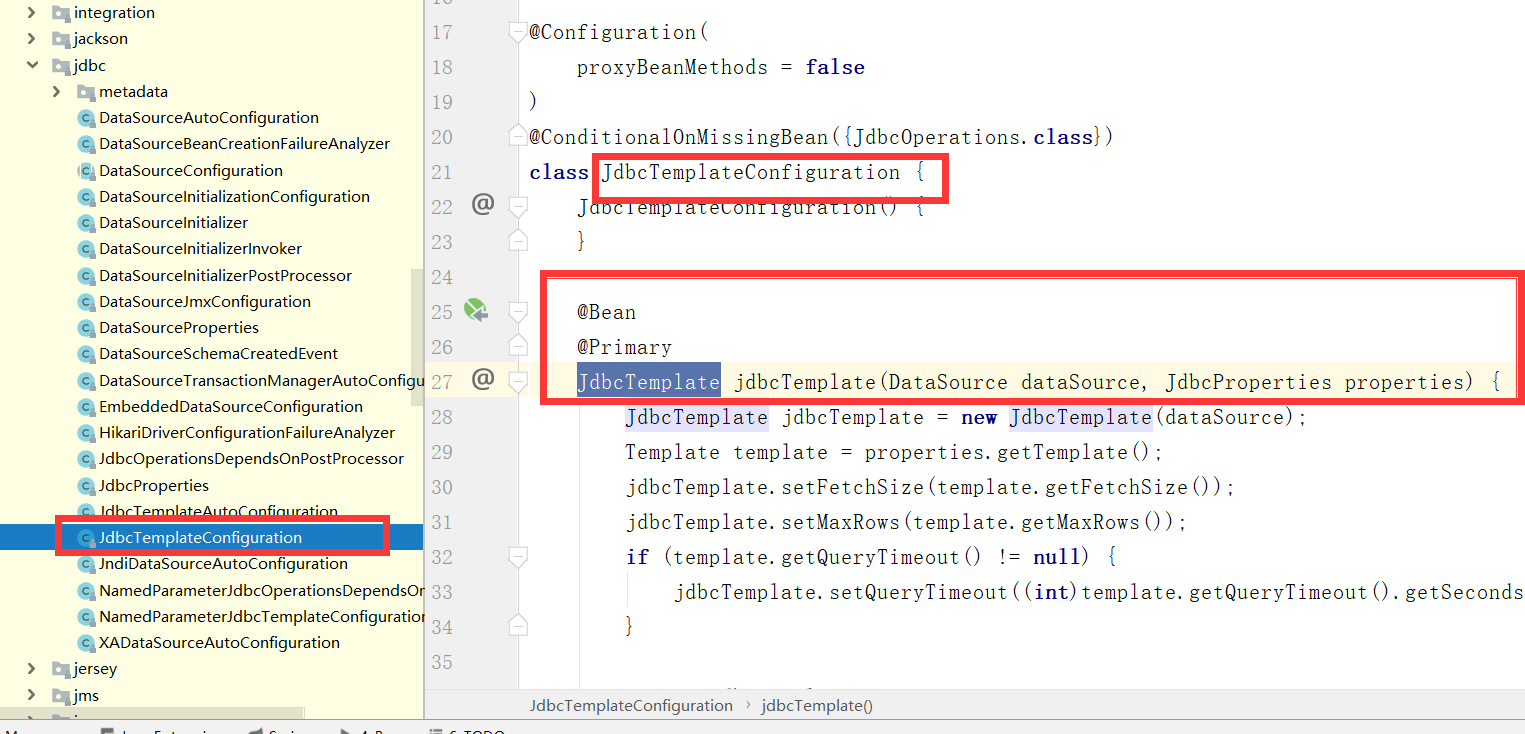 integration
jackson
jdbc
metadata
DataSourceAutoConfiguration
DataSourceBeanCreationFailureAnalyzer
DataSourceConfiguration
DataSourceInitializationConfiguration
DataSourceInitializer
DataSourceInitializerInvoker
DataSourceInitializerPostProcessor
DataSourceJmxConfiguration
DataSourceProperties
DataSourceSchemaCreatedEvent
DataSourceTransactionManagerAutoConfigu
EmbeddedDataSourceConfiguration
HikariDriverConfigurationFailureAnalyzer
JdbcOperationsDependsOnPostProcessor
JdbcProperties
JdbcTemplateAutoConfiguration
JdbcTemplateConfiguration
JndiDataSourceAutoConfiguration
NamedParameterJdbcOperationsDependsOn
NamedParameterJdbcTemplateConfiguration
XADataSourceAutoConfiguration
jersey
jms
17 @Configuration(
18 proxyBeanMethods = false
19 )
20 @ConditionalOnMissingBean({JdbcOperations.class})
21 class JdbcTemplateConfiguration {
22 @ JdbcTemplateConfiguration() {
23 }
24
25 @Bean
26 @Primary
27 @ JdbcTemplate jdbcTemplate(DataSource dataSource, JdbcProperties properties) {
28 JdbcTemplate jdbcTemplate = new JdbcTemplate(dataSource);
29 Template template = properties.getTemplate();
30 jdbcTemplate.setFetchSize(template.getFetchSize());
31 jdbcTemplate.setMaxRows(template.getMaxRows());
32 if (template.getQueryTimeout() != null) {
33 jdbcTemplate.setQueryTimeout((int)template.getQueryTimeout().getSeconds
34 }
35
JdbcTemplateConfiguration › jdbcTemplate()